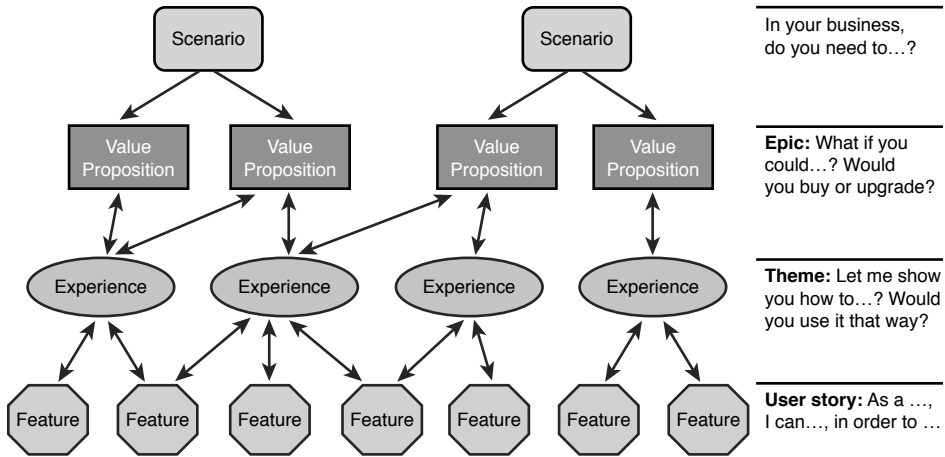 Scenario
Scenario
In your business,
do you need to…?
Value
Proposition
Value
Proposition
Value
Proposition
Value
Proposition
Epic: What if you
could…? Would
you buy or upgrade?
Experience
Experience
Experience
Experience
Theme: Let me show
you how to…? Would
you use it that way?
Feature
Feature
Feature
Feature
Feature
Feature
Feature
User story: As a …,
I can…, in order to …